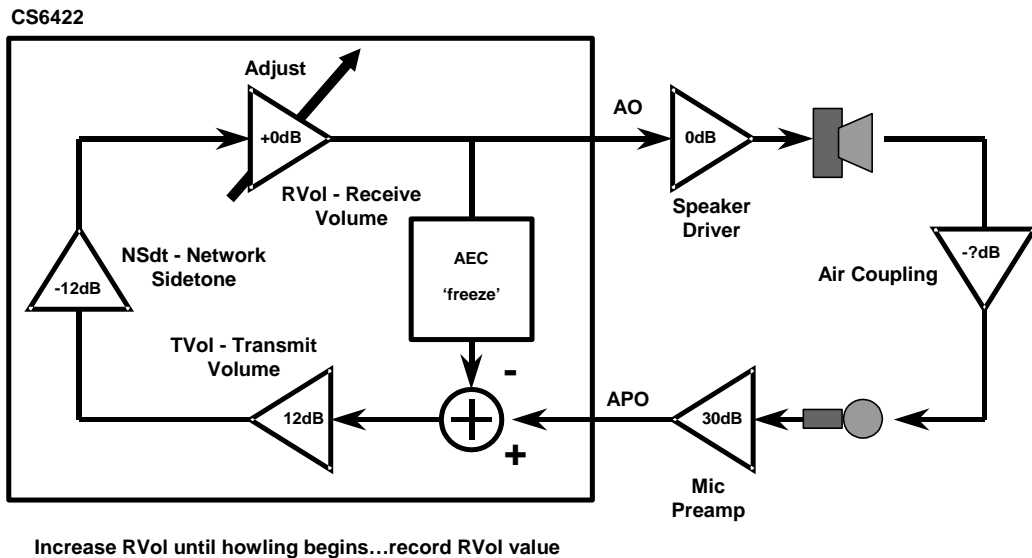 CS6422
Adjust
+0dB
RVol - Receive
Volume
AO
0dB
Speaker
Driver
-?dB
Air Coupling
NSdt - Network
Sidetone
-12dB
AEC
‘freeze’
TVol - Transmit
Volume
12dB
-
+
+
APO
30dB
Mic
Preamp
Increase RVol until howling begins...record RVol value